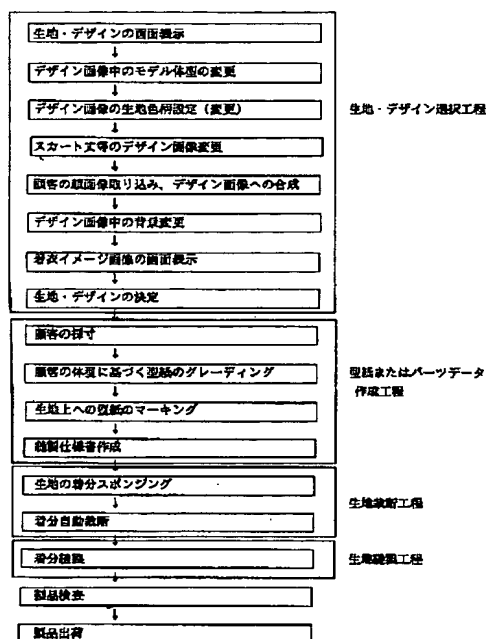 生地・デザインの画面表示
↓
デザイン画像中のモデル体型の変更
↓
デザイン画像の生地色柄設定（変更）
↓
スカート丈等のデザイン画像変更
↓
顧客の顔画像取り込み、デザイン画像への合成
↓
デザイン画像中の背景変更
↓
着衣イメージ画像の画面表示
↓
生地・デザインの決定
生地・デザイン選択工程
↓
顧客の採寸
↓
顧客の体型に基づく型紙のグレーディング
↓
生地上への型紙のマーキング
↓
縫製仕様書作成
型紙またはパーツデータ
作成工程
↓
生地の着分スポンジング
↓
着分自動裁断
生地裁断工程
↓
着分縫製
生地縫製工程
↓
製品検査
↓
製品出荷